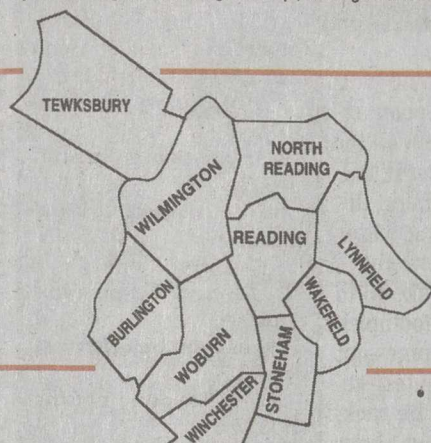 TEWKSBURY
NORTH
READING
WILMINGTON
READING
LYNNFIELD
BURLINGTON
WAKEFIELD
WOBURN
STONEHAM
WINCHESTER